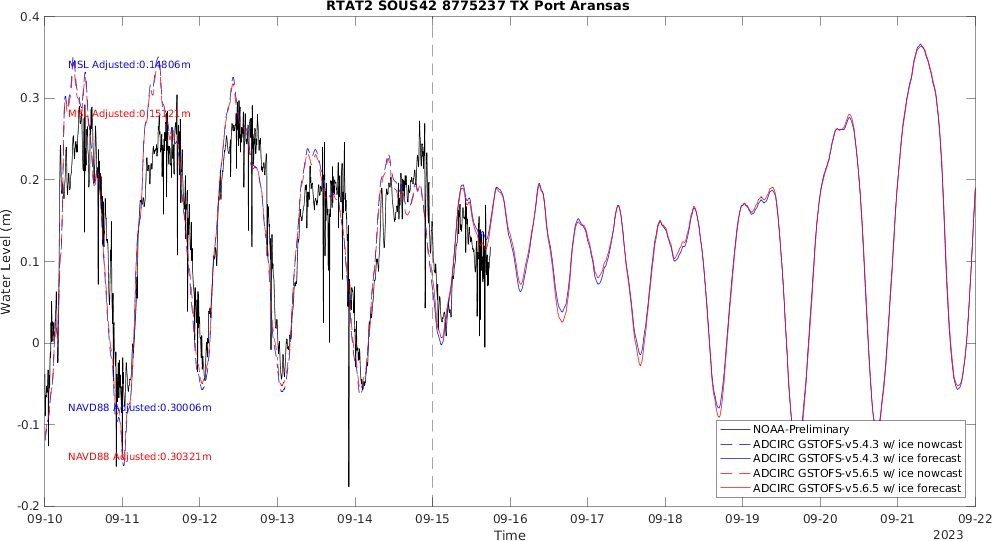 RTAT2 SOUS42 8775237 TX Port Aransas
0.4
MSL Adjusted:0.14806m
0.3
MSL Adjusted:0.15121m
0.2
Water Level (m)
0.1
0
NAVD88 Adjusted:0.30006m
-0.1
NOAA-Preliminary
ADCIRC GSTOFS-v5.4.3 w/ ice nowcast
NAVD88 Adjusted:0.30321m
ADCIRC GSTOFS-v5.4.3 w/ ice forecast
ADCIRC GSTOFS-v5.6.5 w/ ice nowcast
ADCIRC GSTOFS-v5.6.5 w/ ice forecast
-0.2
09-10 09-11 09-12 09-13 09-14 09-15 09-16 09-17 09-18 09-19 09-20 09-21 09-22
Time
2023